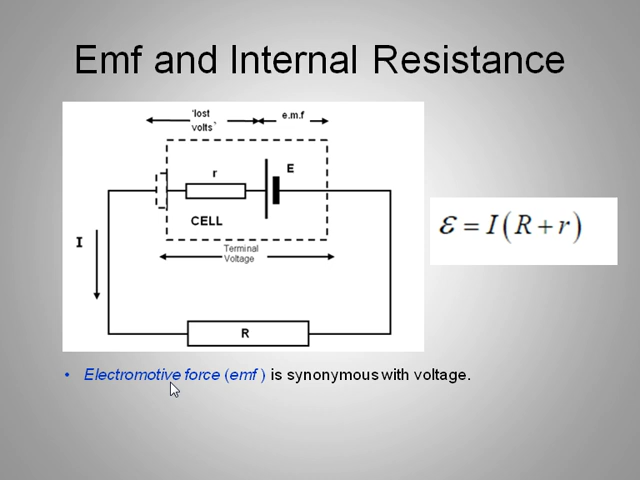 Emf and Internal Resistance
'lost
volts`
e.m.f
r
E
CELL
I
Terminal
Voltage
R
ε = I(R + r)
• Electromotive force (emf ) is synonymous with voltage.